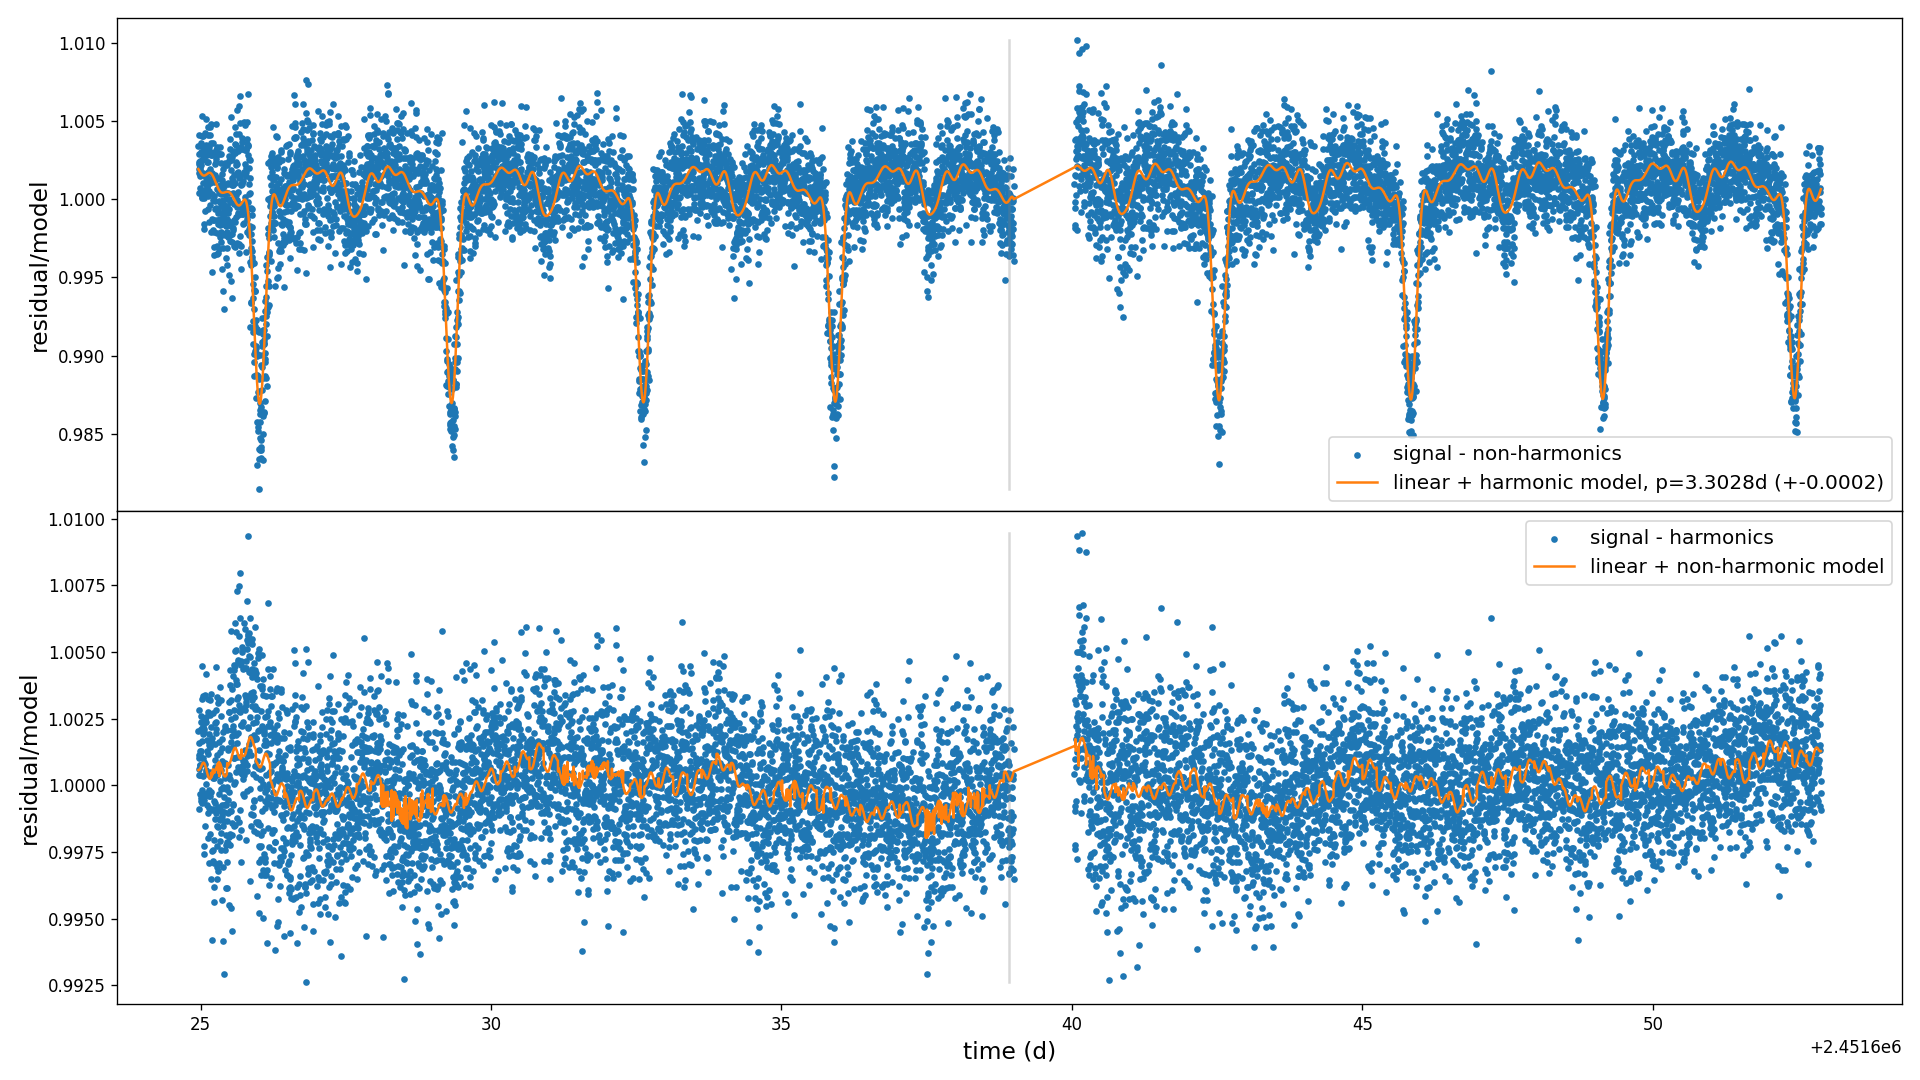 1.010
1.005
1.000
0.995
0.990
0.985
residual/model
signal - non-harmonics
linear + harmonic model, p=3.3028d (+-0.0002)
1.0100
1.0075
1.0050
1.0025
1.0000
0.9975
0.9950
0.9925
residual/model
signal - harmonics
linear + non-harmonic model
25 30 35 40 45 50
time (d)
+2.4516e6